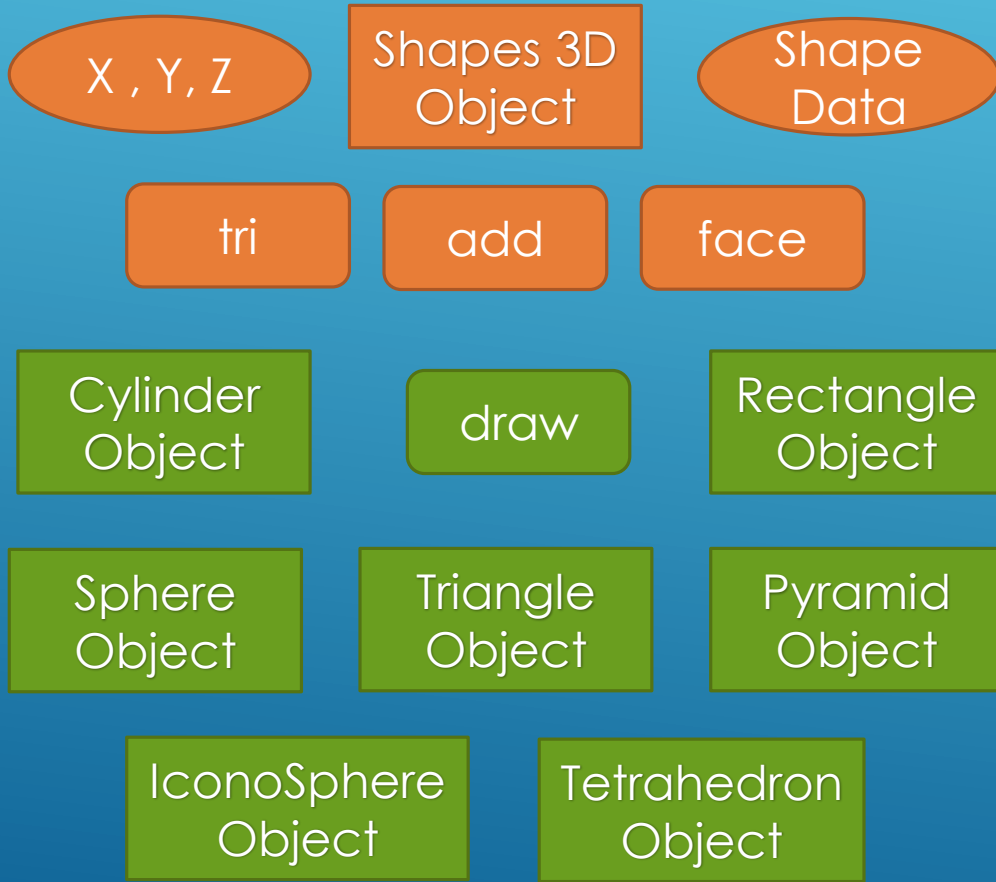 X , Y, Z
Shapes 3D
Object
Shape
Data
tri
add
face
Cylinder
Object
draw
Rectangle
Object
Sphere
Object
Triangle
Object
Pyramid
Object
IconoSphere
Object
Tetrahedron
Object